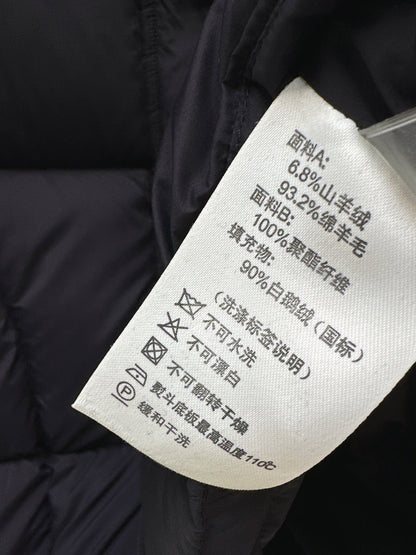 面料A:
6.8%山羊绒
93.2%绵羊毛
面料B:
100%聚酯纤维
填充物:
90%白鹅绒(国标)
(洗涤标签说明)
不可水洗
不可漂白
不可翻转干燥
熨斗底板最高温度110℃
P 缓和干洗